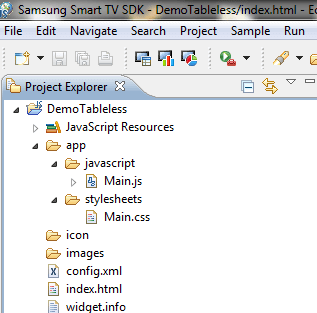 Samsung Smart TV SDK - DemoTableless/index.html - Ec
File Edit Navigate Search Project Sample Run
Project Explorer
DemoTableless
JavaScript Resources
app
javascript
Main.js
stylesheets
Main.css
icon
images
config.xml
index.html
widget.info